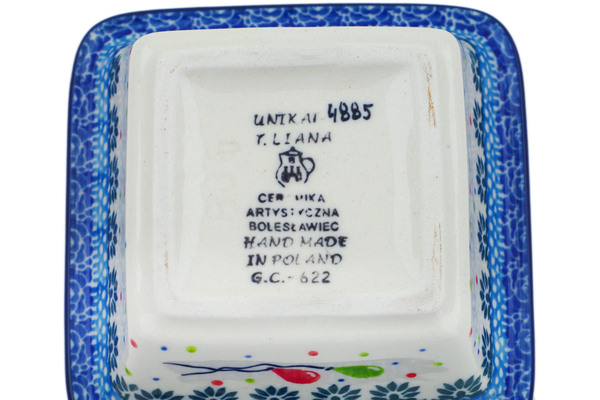 UNIKAT 4885
T. LIANA
CERAMIKA
ARTYSTYCZNA
BOLESŁAWIEC
HAND MADE
IN POLAND
G.C.- 622